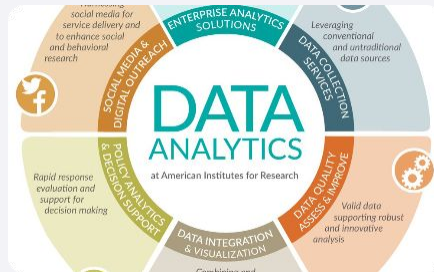 Harnessing
social media for
service delivery and
to enhance social
and behavioral
research
SOCIAL MEDIA &
DIGITAL OUTREACH
ENTERPRISE ANALYTICS
SOLUTIONS
DATA COLLECTION
SERVICES
Leveraging
conventional
and untraditional
data sources
DATA
ANALYTICS
at American Institutes for Research
Rapid response
evaluation and
support for
decision making
POLICY ANALYTICS
& DECISION SUPPORT
DATA INTEGRATION
& VISUALIZATION
DATA QUALITY
ASSESS & IMPROVE
Valid data
supporting robust
and innovative
analysis
Combining and